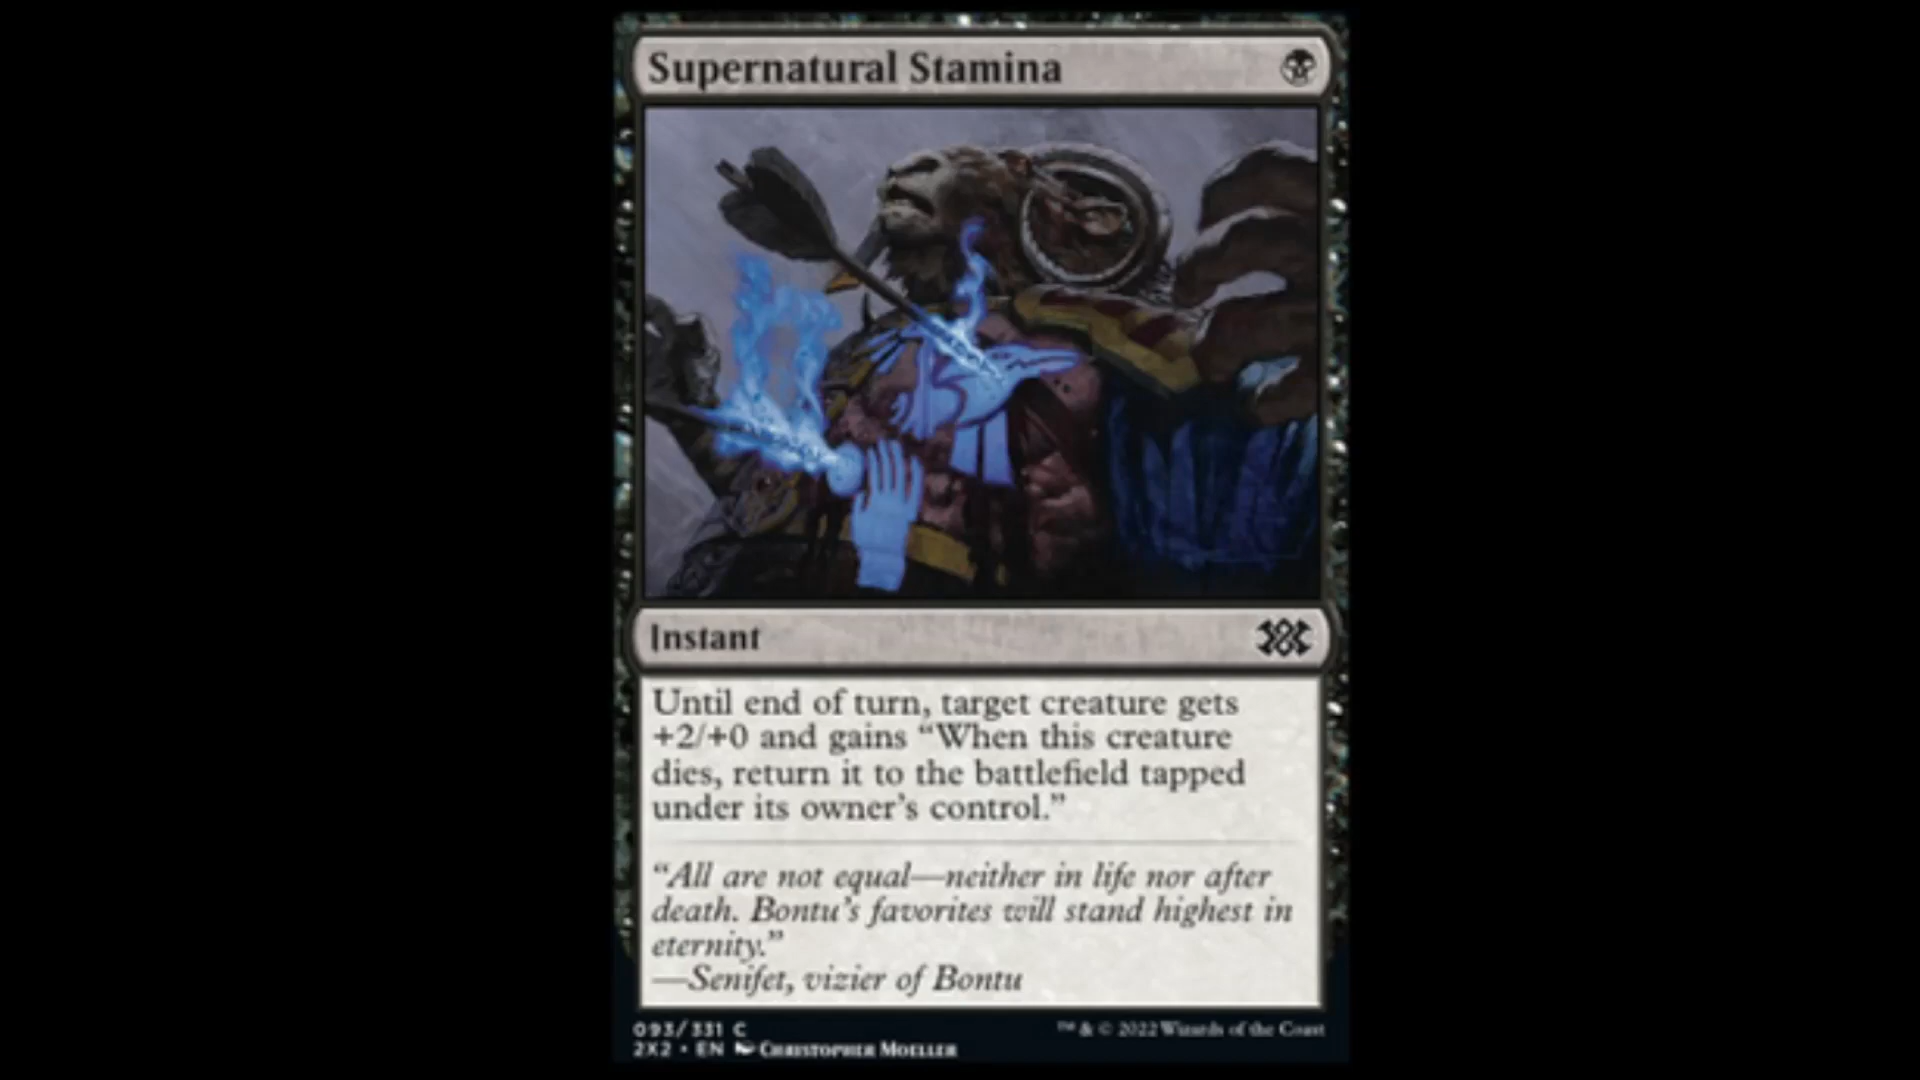 Supernatural Stamina
Instant
Until end of turn, target creature gets
+2/+0 and gains “When this creature
dies, return it to the battlefield tapped
under its owner’s control.”
“All are not equal—neither in life nor after
death. Bontu’s favorites will stand highest in
eternity.”
—Senifet, vizier of Bontu
093/331 C
™ & © 2022 Wizards of the Coast
2X2 • EN Christopher Moeller